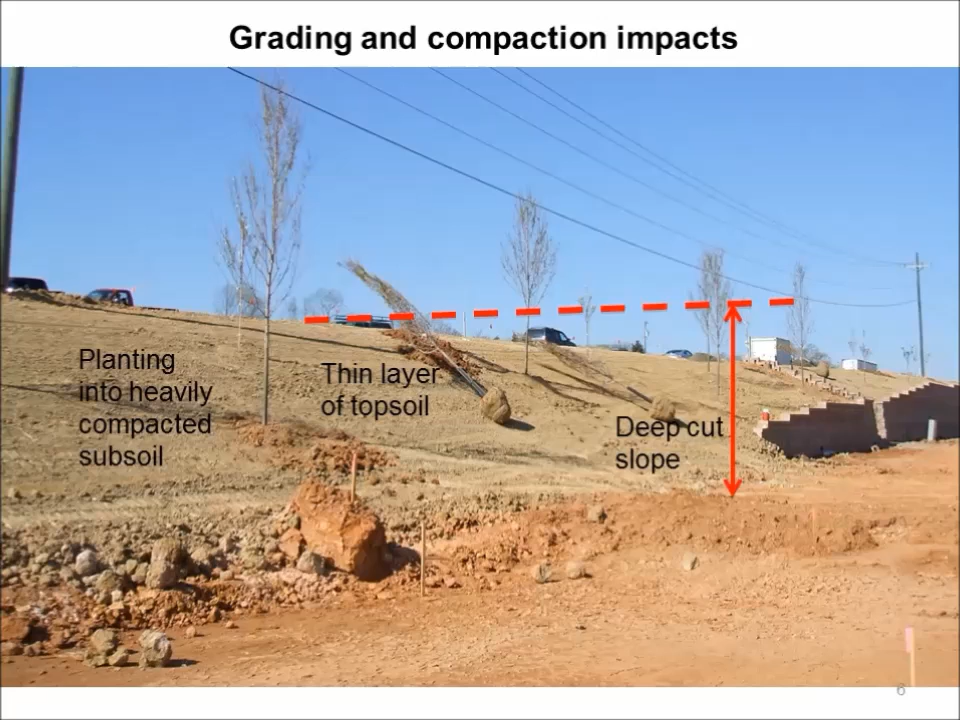 Grading and compaction impacts
Planting
into heavily
compacted
subsoil
Thin layer
of topsoil
Deep cut
slope
6